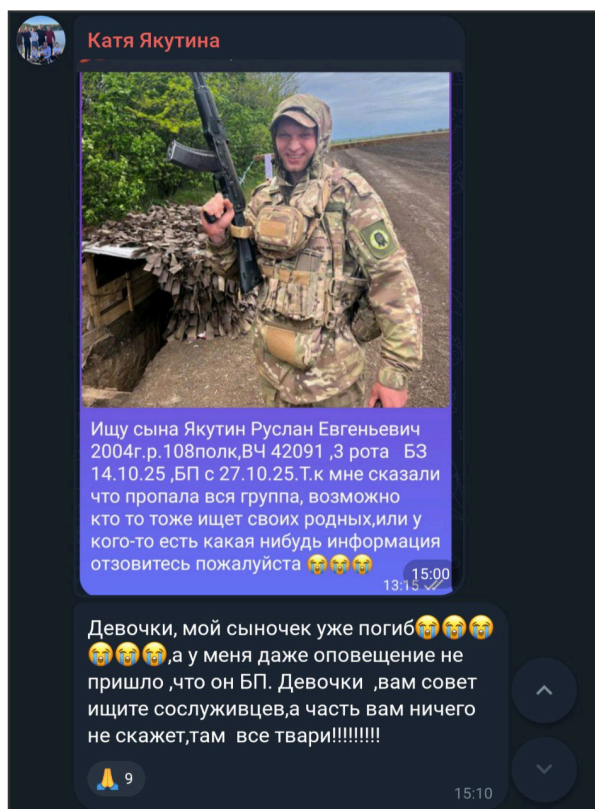 Катя Якутина
Ищу сына Якутин Руслан Евгеньевич
2004г.р.108полк,ВЧ 42091 ,3 рота БЗ
14.10.25 ,БП с 27.10.25.Т.к мне сказали
что пропала вся группа, возможно
кто то тоже ищет своих родных,или у
кого-то есть какая нибудь информация
отзовитесь пожалуйста 😭😭😭
13:15
15:00
Девочки, мой сыночек уже погиб😭😭😭
😭😭😭,а у меня даже оповещение не
пришло ,что он БП. Девочки ,вам совет
ищите сослуживцев,а часть вам ничего
не скажет,там все твари!!!!!!!!!
🙏 9
15:10